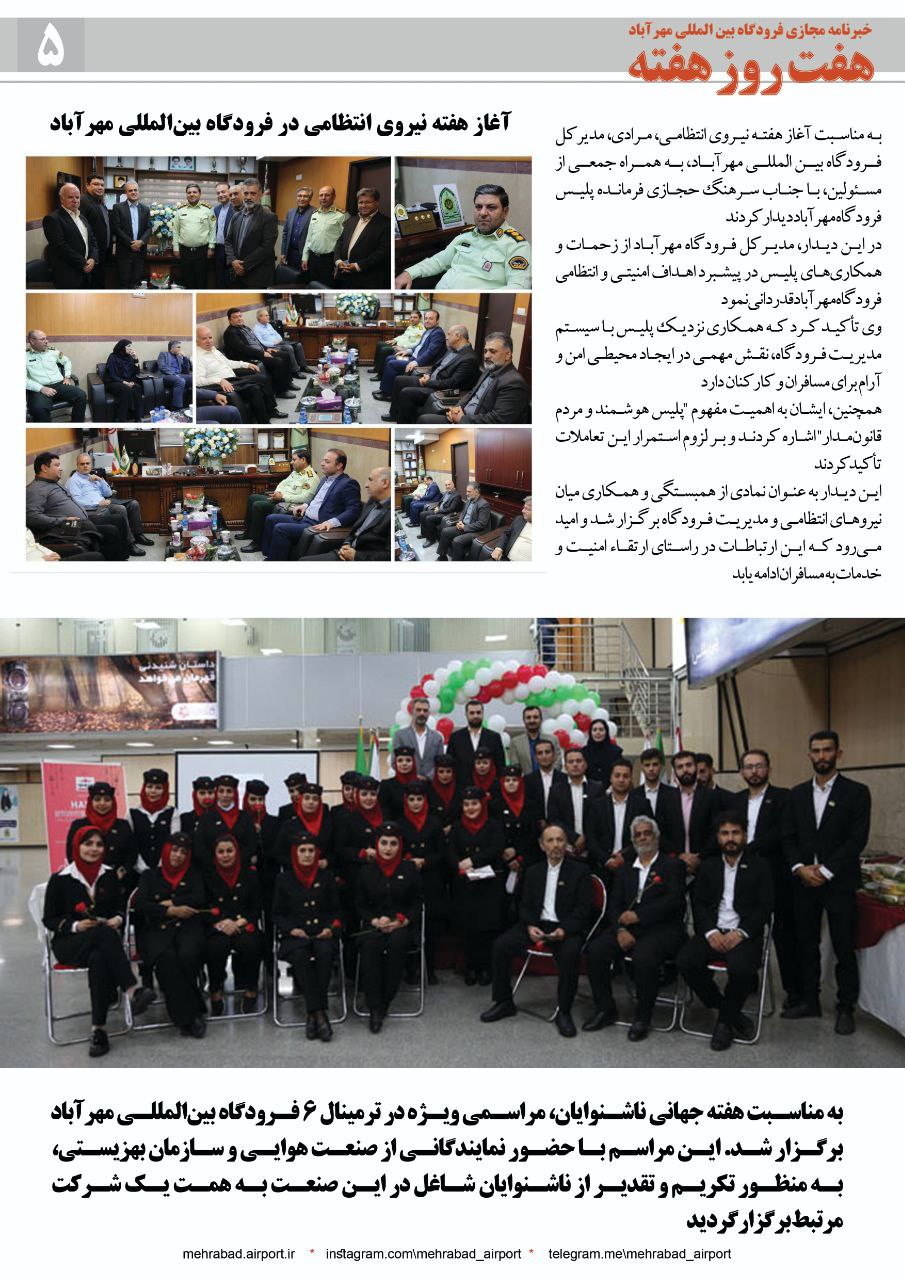 خبرنامه مجازی فرودگاه بین المللی مهرآباد
هفت روز هفته
۵
آغاز هفته نیروی انتظامی در فرودگاه بین‌المللی مهرآباد
به مناسبت آغاز هفته نیروی انتظامی، مرادی، مدیر کل
فرودگاه بین المللی مهرآباد، به همراه جمعی از
مسئولین، با جناب سرهنگ حجازی فرمانده پلیس
فرودگاه مهرآباد دیدار کردند
در این دیدار، مدیر کل فرودگاه مهرآباد از زحمات و
همکاری‌های پلیس در پیشبرد اهداف امنیتی و انتظامی
فرودگاه مهرآباد قدردانی نمود
وی تأکید کرد که همکاری نزدیک پلیس با سیستم
مدیریت فرودگاه، نقش مهمی در ایجاد محیطی امن و
آرام برای مسافران و کارکنان دارد
همچنین، ایشان به اهمیت مفهوم "پلیس هوشمند و مردم
قانون‌مدار" اشاره کردند و بر لزوم استمرار این تعاملات
تأکید کردند
این دیدار به عنوان نمادی از همبستگی و همکاری میان
نیروهای انتظامی و مدیریت فرودگاه برگزار شد و امید
می‌رود که این ارتباطات در راستای ارتقاء امنیت و
خدمات به مسافران ادامه یابد
داستان شنیدنی
قهرمان می‌خواهد
به مناسبت هفته جهانی ناشنوایان، مراسمی ویژه در ترمینال ۶ فرودگاه بین‌المللی مهرآباد
برگزار شد. این مراسم با حضور نمایندگانی از صنعت هوایی و سازمان بهزیستی،
به منظور تکریم و تقدیر از ناشنوایان شاغل در این صنعت به همت یک شرکت
مرتبط برگزار گردید
mehrabad.airport.ir * instagram.com\mehrabad_airport * telegram.me\mehrabad_airport